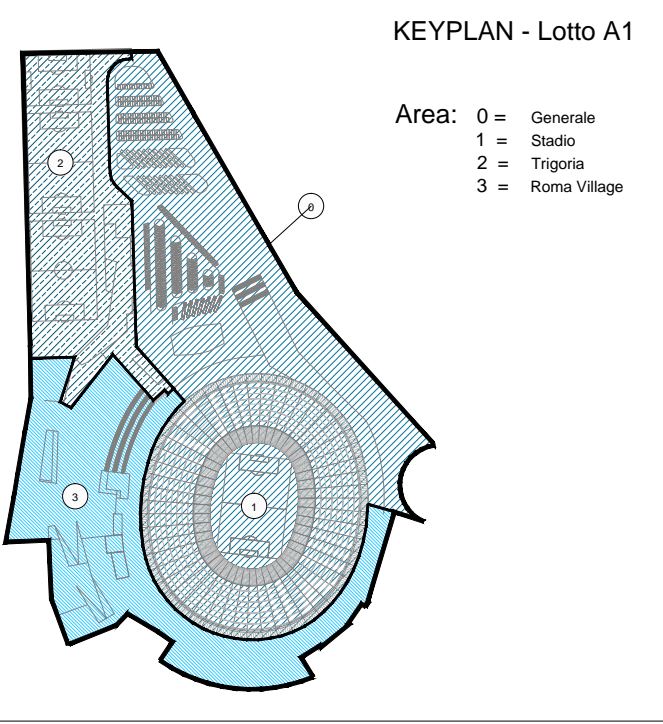 KEYPLAN - Lotto A1
Area: 0 = Generale
1 = Stadio
2 = Trigoria
3 = Roma Village
2
0
3
1